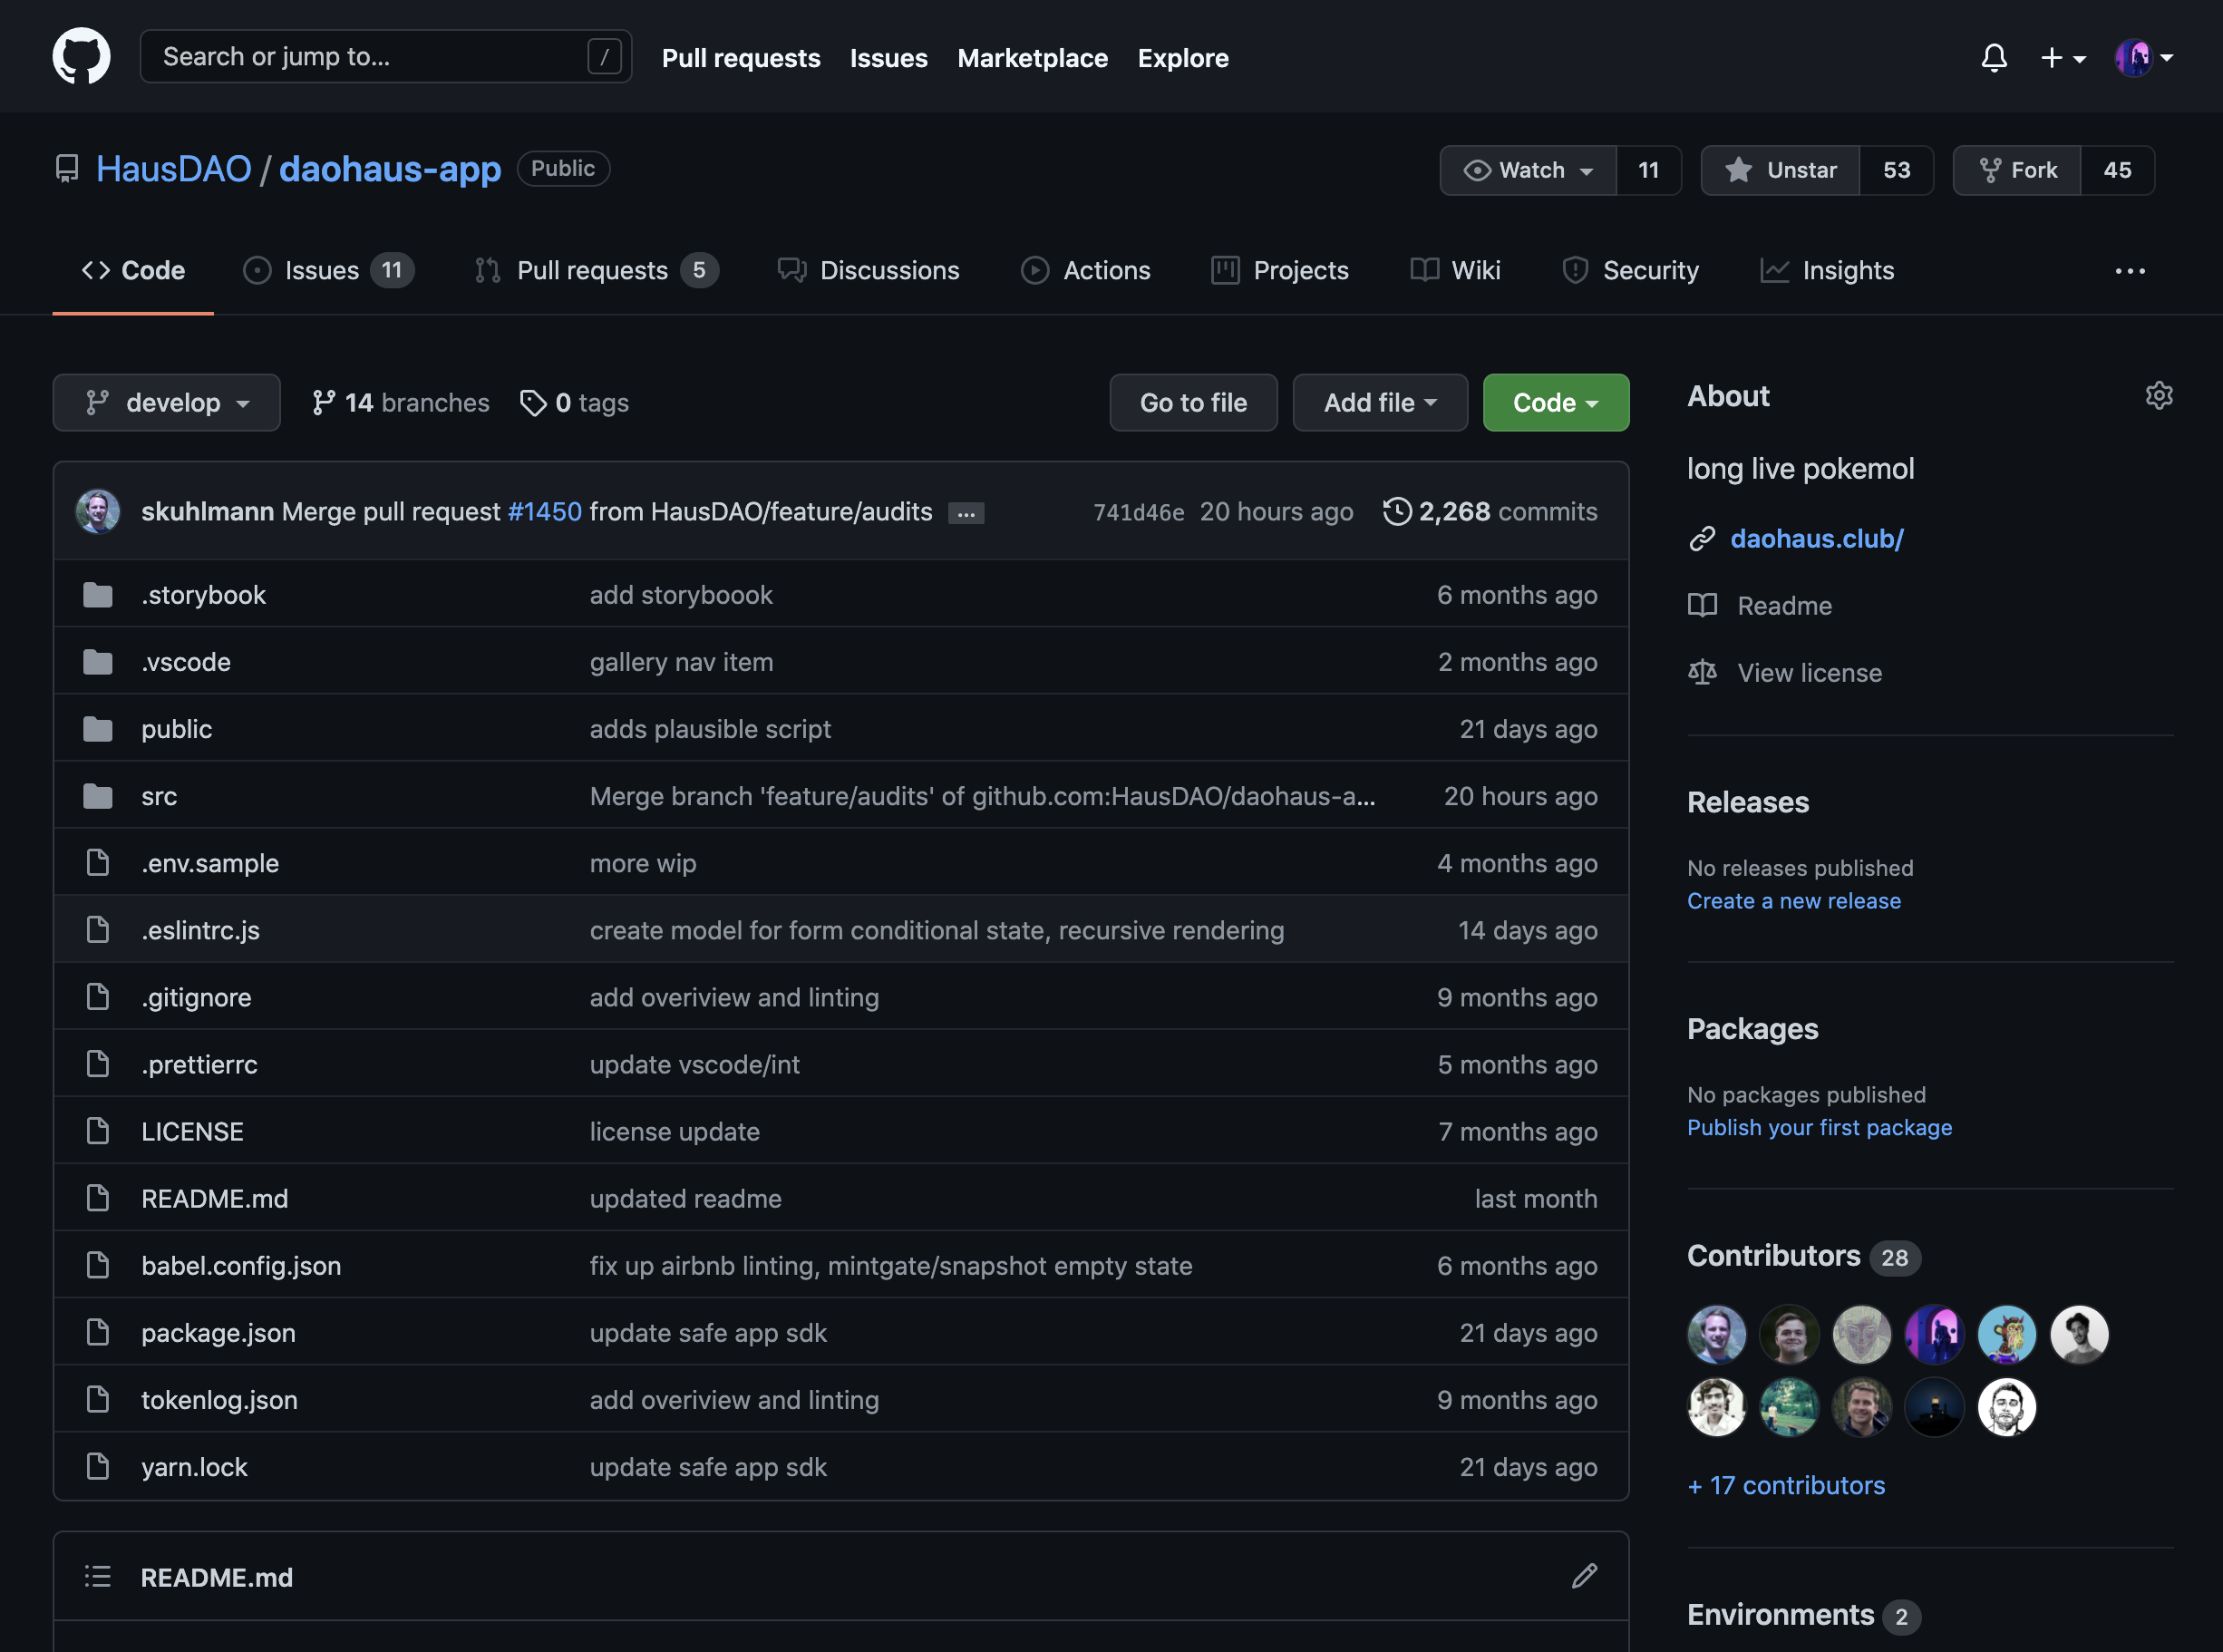 Search or jump to... /
Pull requests Issues Marketplace Explore
HausDAO / daohaus-app Public
Watch 11 Unstar 53 Fork 45
Code Issues 11 Pull requests 5 Discussions Actions Projects Wiki Security Insights ...
develop 14 branches 0 tags Go to file Add file Code
skuhlmann Merge pull request #1450 from HausDAO/feature/audits ... 741d46e 20 hours ago 2,268 commits
.storybook add storyboook 6 months ago
.vscode gallery nav item 2 months ago
public adds plausible script 21 days ago
src Merge branch 'feature/audits' of github.com:HausDAO/daohaus-a... 20 hours ago
.env.sample more wip 4 months ago
.eslintrc.js create model for form conditional state, recursive rendering 14 days ago
.gitignore add overiview and linting 9 months ago
.prettierrc update vscode/int 5 months ago
LICENSE license update 7 months ago
README.md updated readme last month
babel.config.json fix up airbnb linting, mintgate/snapshot empty state 6 months ago
package.json update safe app sdk 21 days ago
tokenlog.json add overiview and linting 9 months ago
yarn.lock update safe app sdk 21 days ago
README.md
About
long live pokemol
daohaus.club/
Readme
View license
Releases
No releases published
Create a new release
Packages
No packages published
Publish your first package
Contributors 28
+ 17 contributors
Environments 2